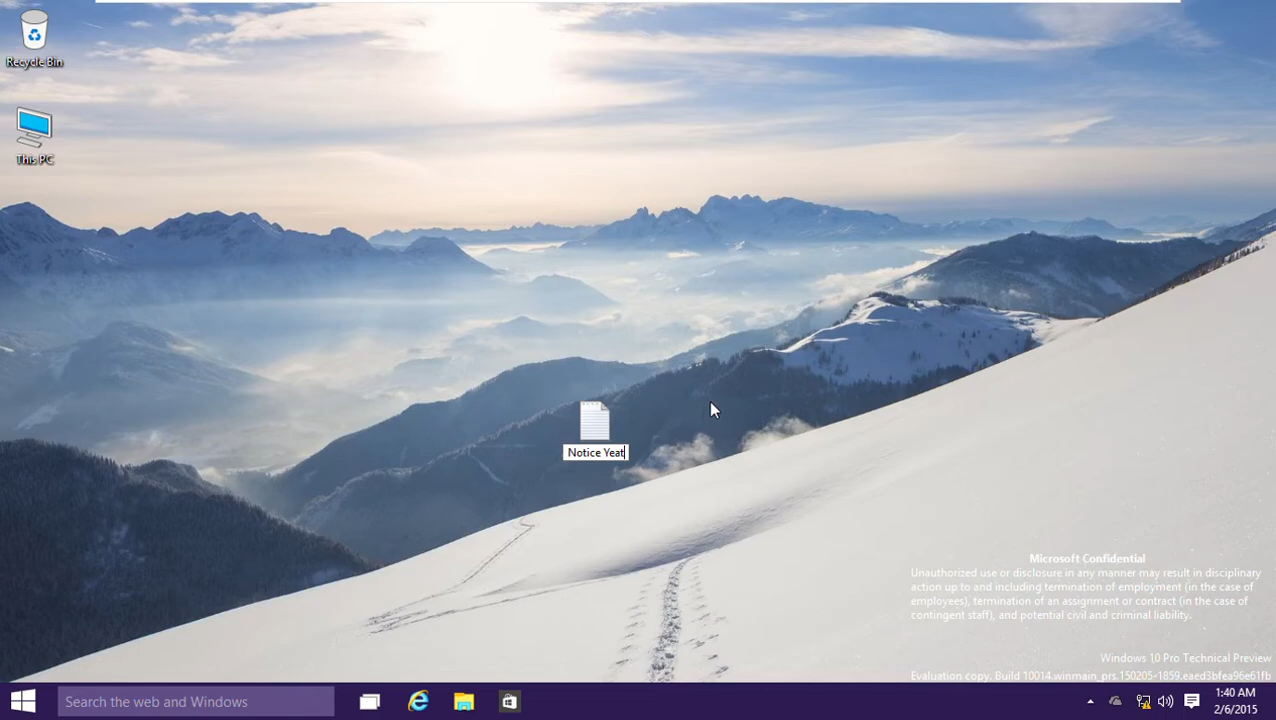 Recycle Bin
This PC
Notice Yeat
Microsoft Confidential
Unauthorized use or disclosure in any manner may result in disciplinary
action up to and including termination of employment (in the case of
employees), termination of an assignment or contract (in the case of
contingent staff), and potential civil and criminal liability.
Windows 10 Pro Technical Preview
Evaluation copy. Build 10014.winmain_prs.150205-1859.eaed3bfea96e61fb
Search the web and Windows
1:40 AM
2/6/2015